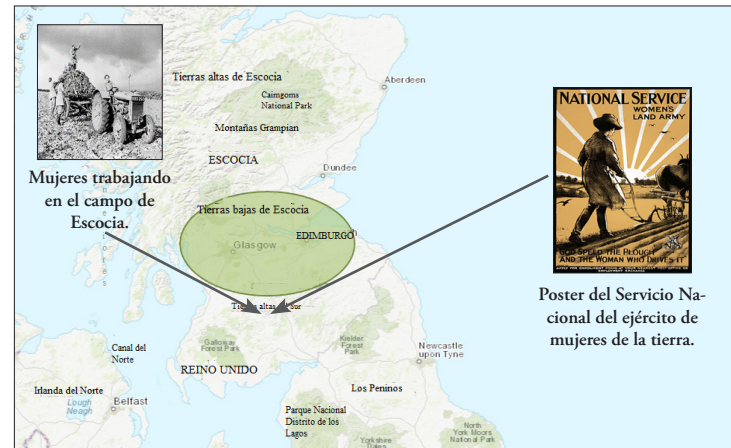 Tierras altas de Escocia
Aberdeen
Cairngoms
National Park
Montañas Grampian
ESCOCIA
Dundee
Mujeres trabajando
en el campo de
Escocia.
Tierras bajas de Escocia
EDIMBURGO
Glasgow
NATIONAL SERVICE
WOMEN'S
LAND ARMY
GOD SPEED THE PLOUGH
AND THE WOMAN WHO DRIVES IT
Poster del Servicio Na-
cional del ejército de
mujeres de la tierra.
Galloway
Forest Park
Kielder
Forest
Park
Newcastle
upon Tyne
Canal del
Norte
REINO UNIDO
Los Peninos
Irlanda del Norte
Lough
Neagh
Belfast
Parque Nacional
Distrito de los
Lagos
Yorkshire
Dales
North
York Moors
National Park